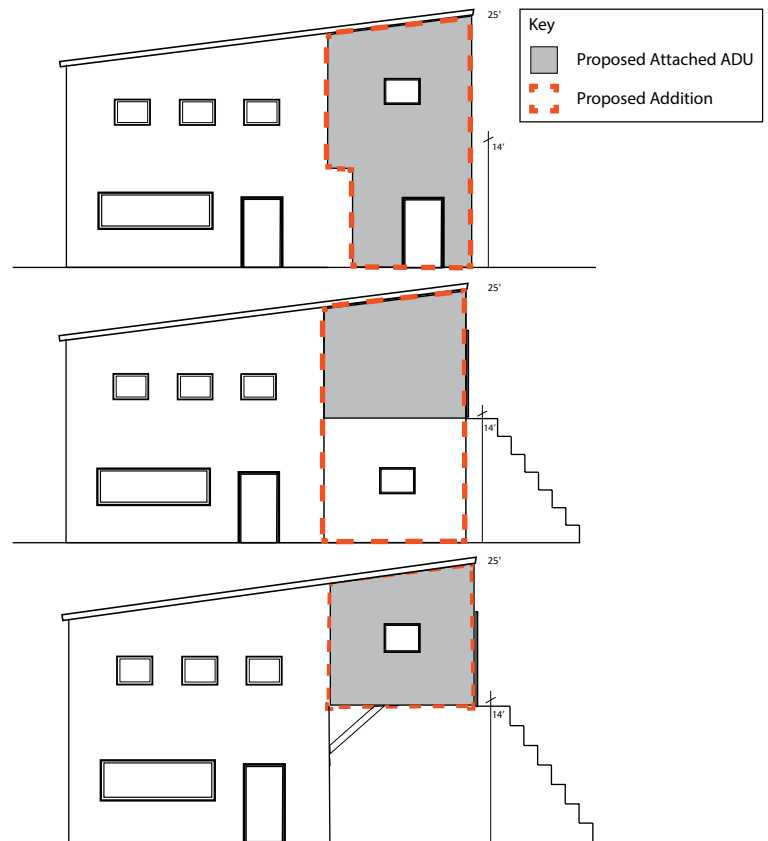 25'
Key
Proposed Attached ADU
Proposed Addition
14'
25'
14'
25'
14'